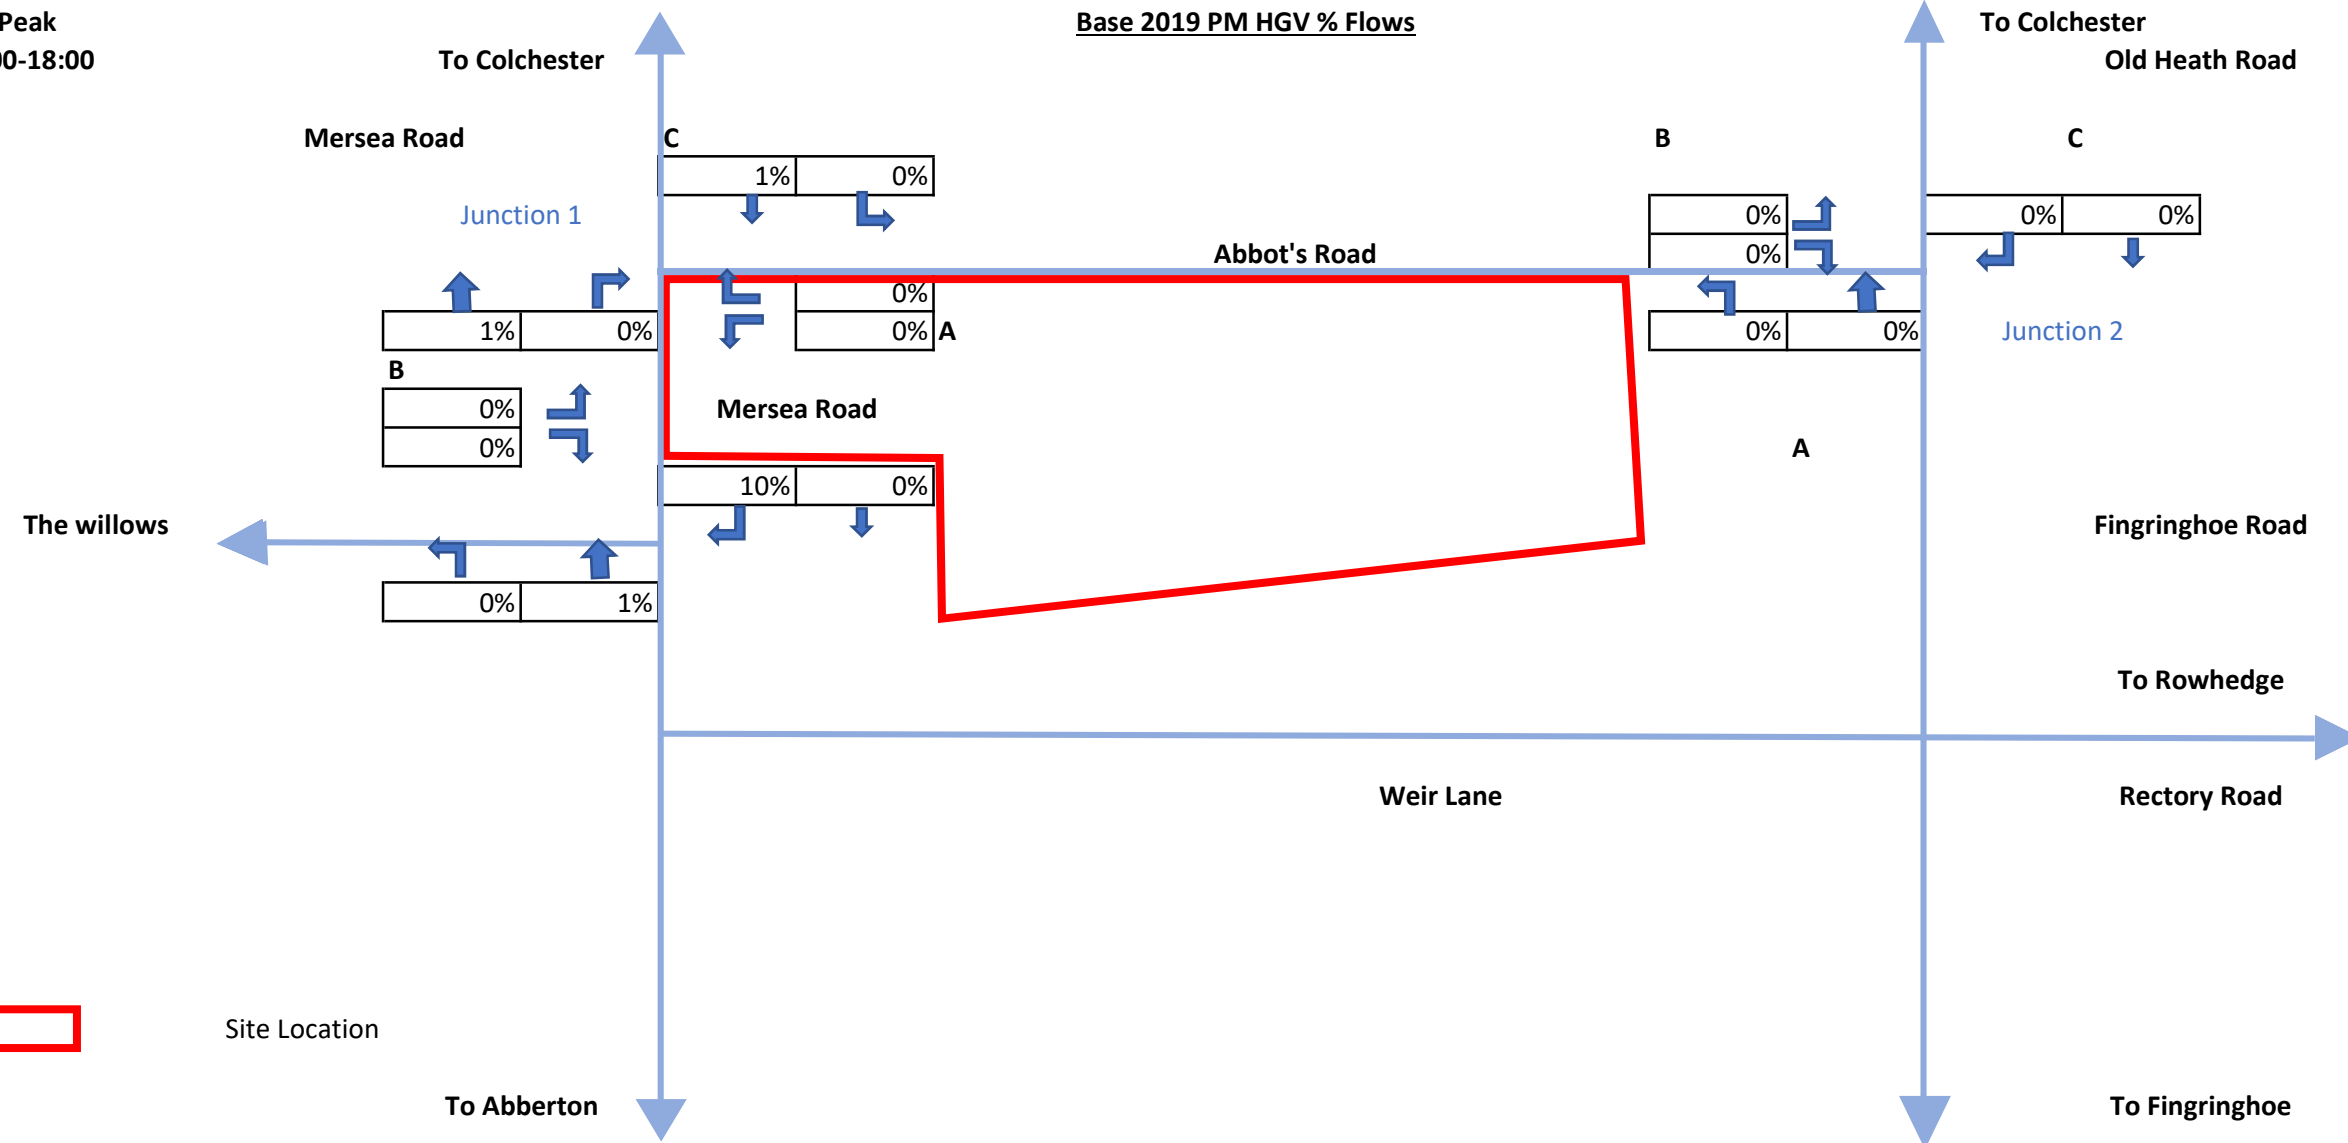 Peak
Base 2019 PM HGV % Flows
To Colchester
00-18:00
To Colchester
Old Heath Road
Mersea Road
C
B
C
1% 0%
Junction 1
0%
0% 0%
Abbot's Road
0%
0%
1% 0%
0% A
0% 0%
Junction 2
B
0%
Mersea Road
0%
A
10% 0%
The willows
Fingringhoe Road
0% 1%
To Rowhedge
Weir Lane
Rectory Road
Site Location
To Abberton
To Fingringhoe